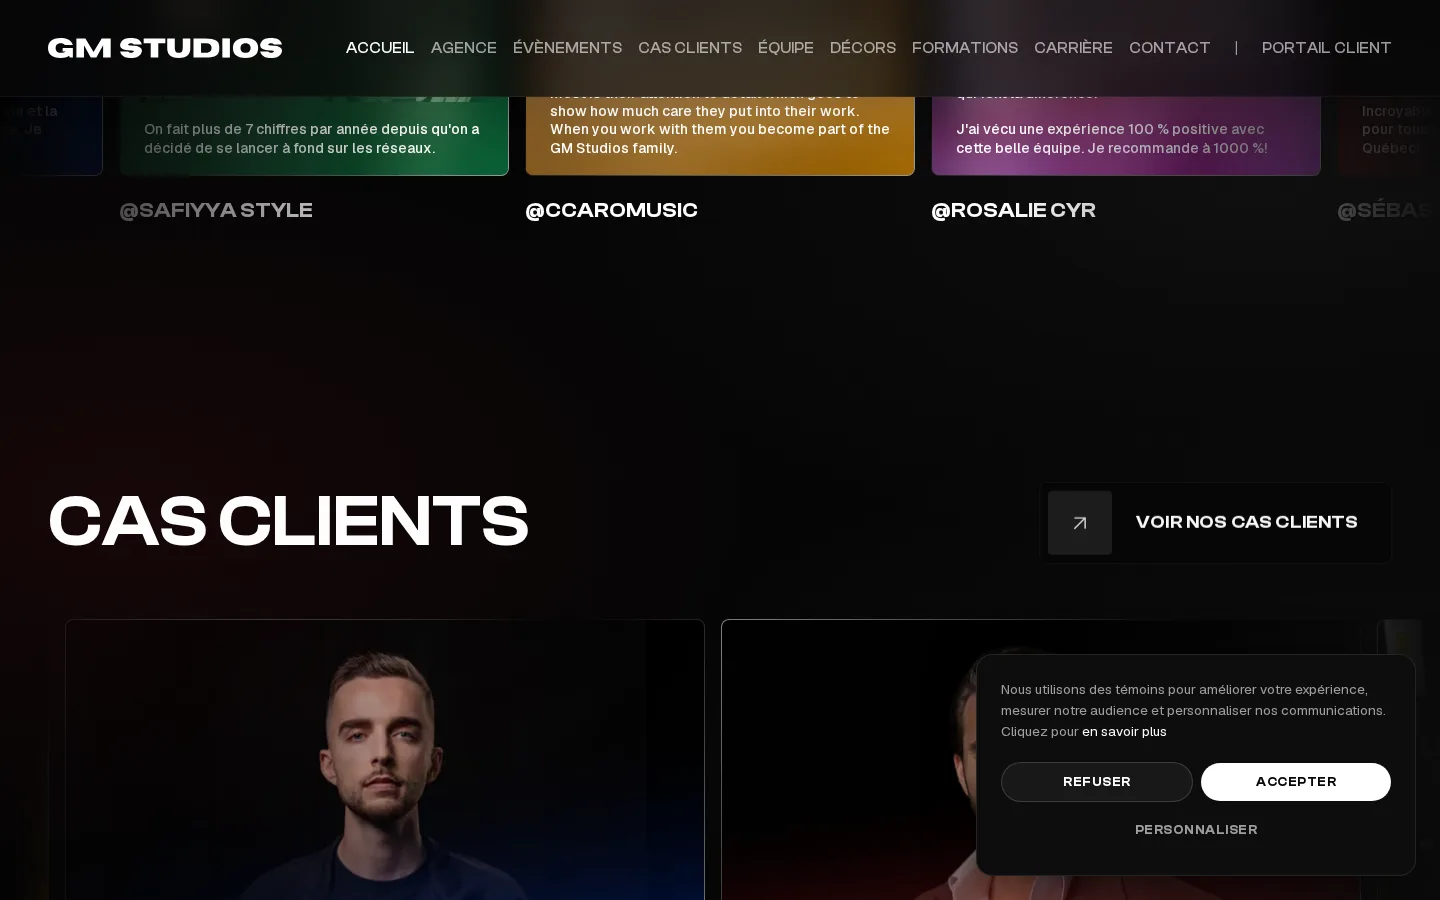 GM STUDIOS
ACCUEIL AGENCE ÉVÈNEMENTS CAS CLIENTS ÉQUIPE DÉCORS FORMATIONS CARRIÈRE CONTACT | PORTAIL CLIENT
et la
Je
On fait plus de 7 chiffres par année depuis qu'on a
décidé de se lancer à fond sur les réseaux.
show how much care they put into their work.
When you work with them you become part of the
GM Studios family.
J'ai vécu une expérience 100 % positive avec
cette belle équipe. Je recommande à 1000 %!
pour
@SAFIYYA STYLE
@CCAROMUSIC
@ROSALIE CYR
CAS CLIENTS
VOIR NOS CAS CLIENTS
Nous utilisons des témoins pour améliorer votre expérience,
mesurer notre audience et personnaliser nos communications.
Cliquez pour en savoir plus
REFUSER
ACCEPTER
PERSONNALISER